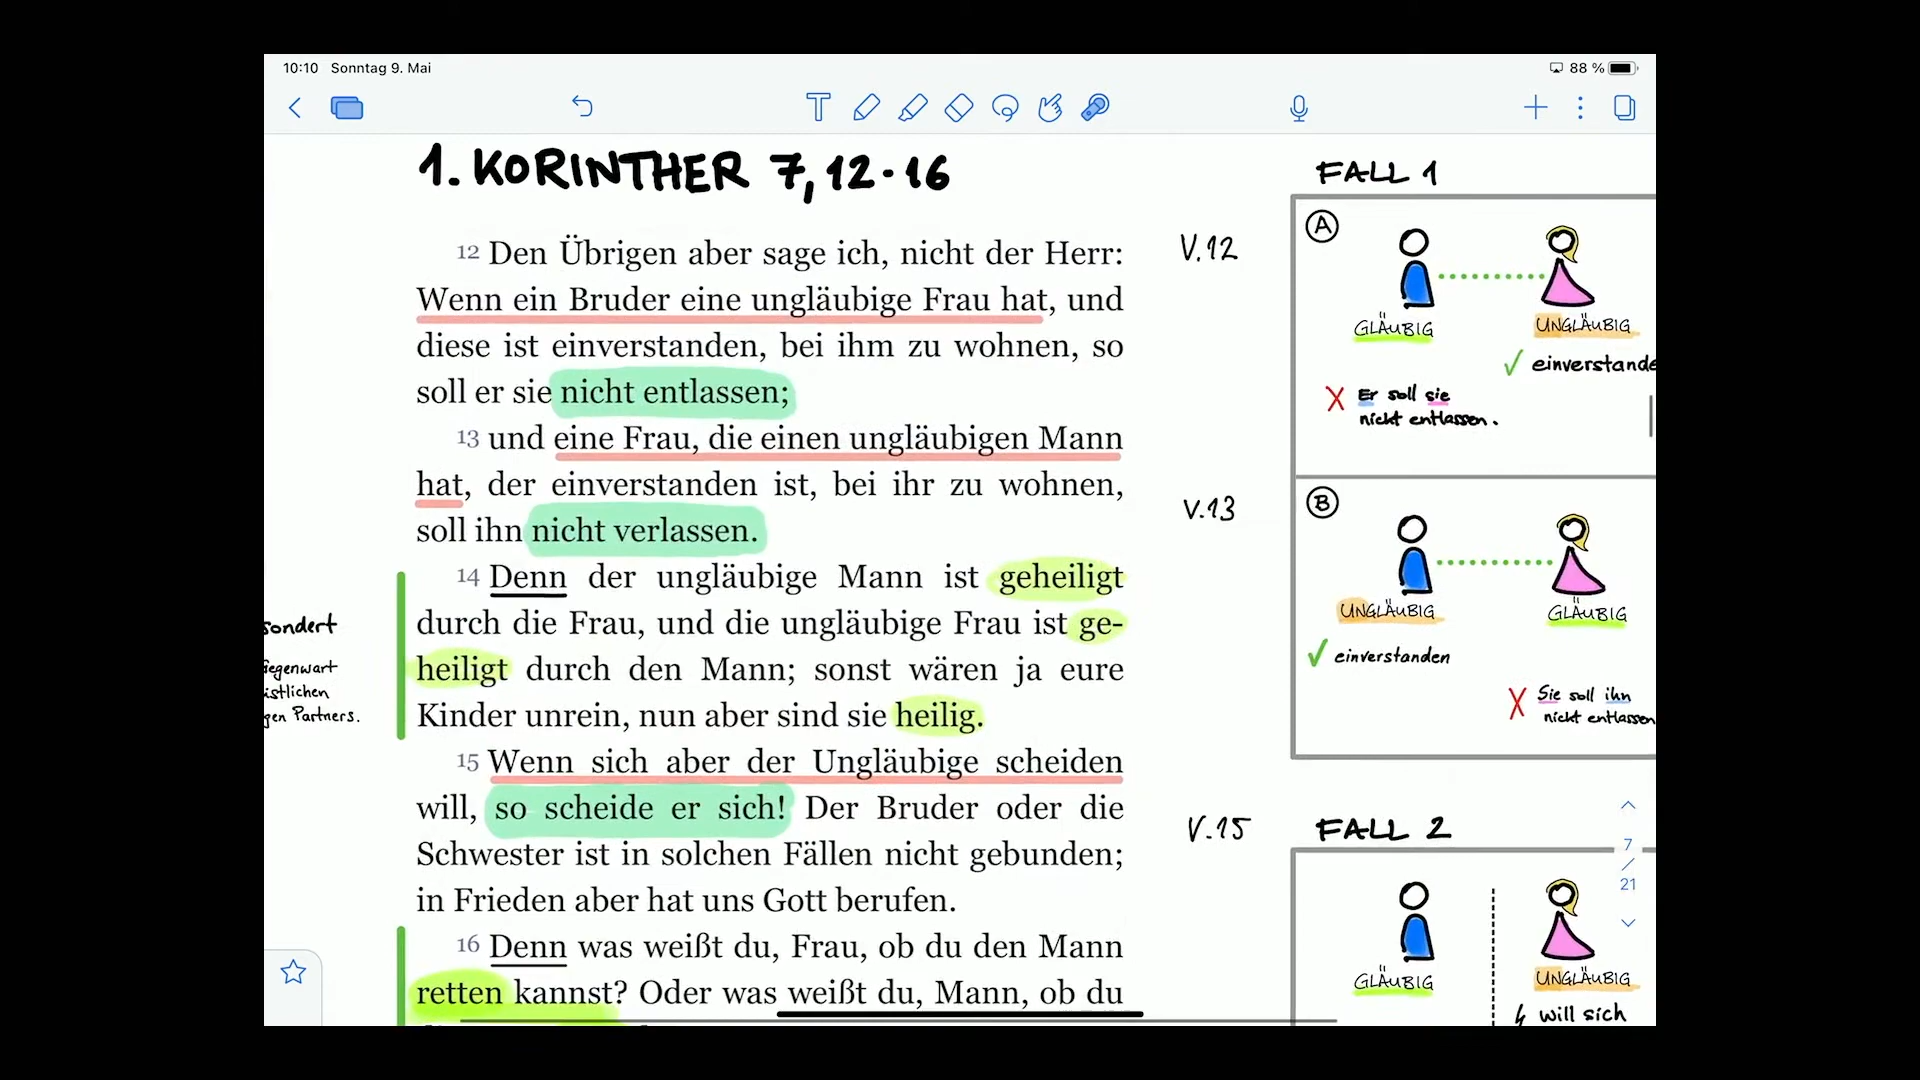 10:10 Sonntag 9. Mai
88 %
1. KORINTHER 7, 12-16
12 Den Übrigen aber sage ich, nicht der Herr:
Wenn ein Bruder eine ungläubige Frau hat, und
diese ist einverstanden, bei ihm zu wohnen, so
soll er sie nicht entlassen;
13 und eine Frau, die einen ungläubigen Mann
hat, der einverstanden ist, bei ihr zu wohnen,
soll ihn nicht verlassen.
14 Denn der ungläubige Mann ist geheiligt
durch die Frau, und die ungläubige Frau ist ge-
heiligt durch den Mann; sonst wären ja eure
Kinder unrein, nun aber sind sie heilig.
15 Wenn sich aber der Ungläubige scheiden
will, so scheide er sich! Der Bruder oder die
Schwester ist in solchen Fällen nicht gebunden;
in Frieden aber hat uns Gott berufen.
16 Denn was weißt du, Frau, ob du den Mann
retten kannst? Oder was weißt du, Mann, ob du
sondert
Gegenwart
istlichen
gen Partners.
V.12
V.13
V.15
FALL 1
A
GLÄUBIG
UNGLÄUBIG
einverstande
Er soll sie
nicht entlassen.
B
UNGLÄUBIG
GLÄUBIG
einverstanden
Sie soll ihn
nicht entlassen
FALL 2
GLÄUBIG
UNGLÄUBIG
will sich
7
/
21